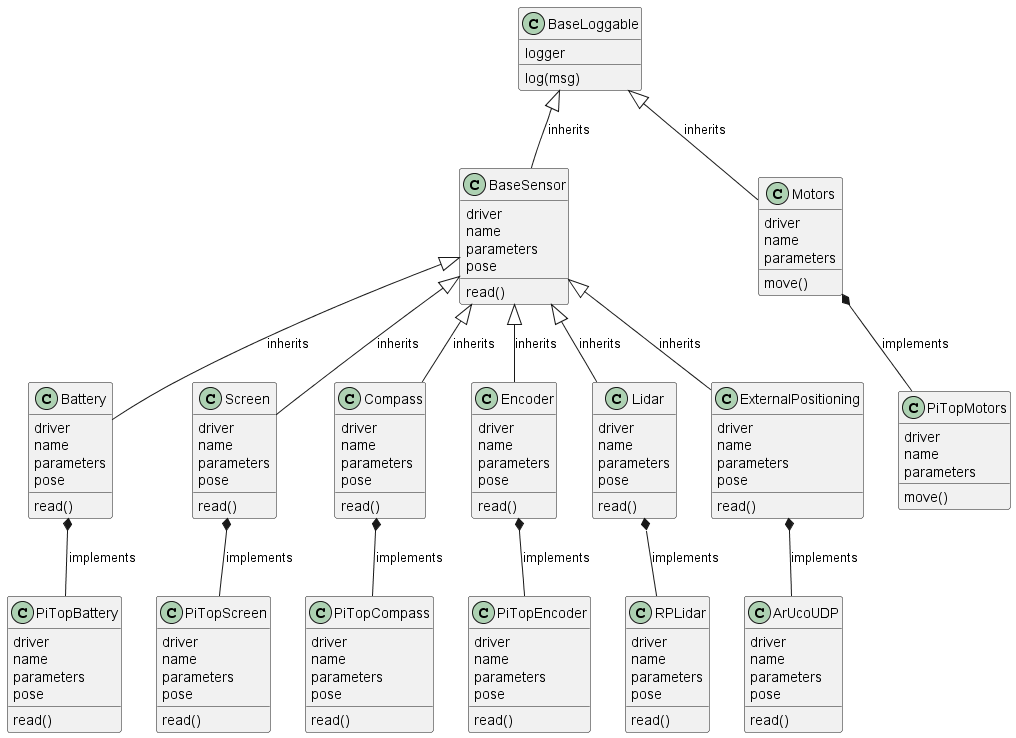 C BaseLoggable
logger
log(msg)
inherits
inherits
C BaseSensor
driver
name
parameters
pose
read()
C Motors
driver
name
parameters
move()
inherits
inherits
inherits
inherits
inherits
inherits
implements
C Battery
driver
name
parameters
pose
read()
C Screen
driver
name
parameters
pose
read()
C Compass
driver
name
parameters
pose
read()
C Encoder
driver
name
parameters
pose
read()
C Lidar
driver
name
parameters
pose
read()
C ExternalPositioning
driver
name
parameters
pose
read()
C PiTopMotors
driver
name
parameters
move()
implements
implements
implements
implements
implements
implements
C PiTopBattery
driver
name
parameters
pose
read()
C PiTopScreen
driver
name
parameters
pose
read()
C PiTopCompass
driver
name
parameters
pose
read()
C PiTopEncoder
driver
name
parameters
pose
read()
C RPLidar
driver
name
parameters
pose
read()
C ArUcoUDP
driver
name
parameters
pose
read()